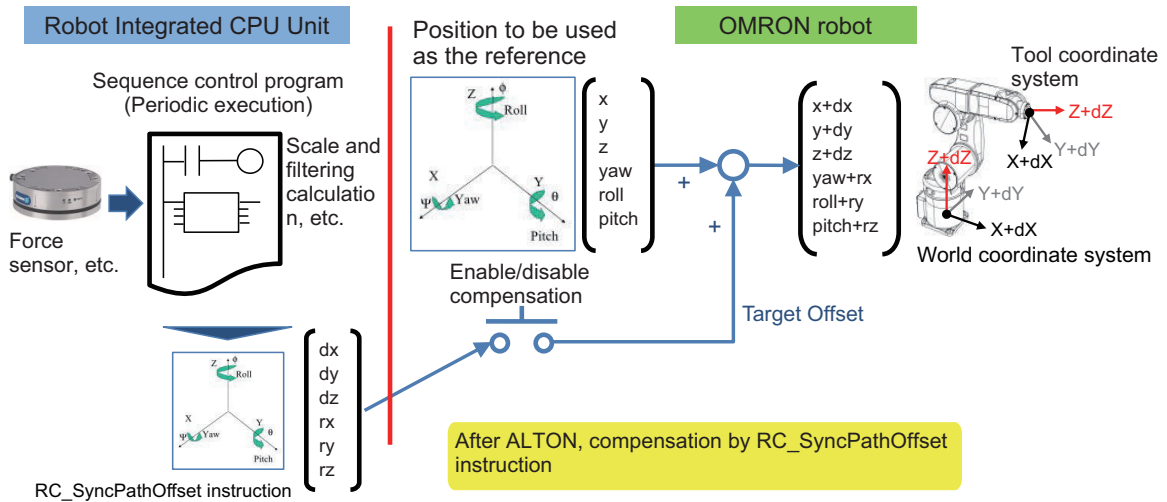 Robot Integrated CPU Unit
Sequence control program
(Periodic execution)
Scale and
filtering
calculatio
n, etc.
Force
sensor, etc.
Z
ϕ
Roll
X
Y
Ψ
Yaw
θ
Pitch
dx
dy
dz
rx
ry
rz
RC_SyncPathOffset instruction
Position to be used
as the reference
Z
ϕ
Roll
X
Y
Ψ
Yaw
θ
Pitch
x
y
z
yaw
roll
pitch
Enable/disable
compensation
+
+
Target Offset
OMRON robot
x+dx
y+dy
z+dz
yaw+rx
roll+ry
pitch+rz
Tool coordinate
system
Z+dZ
Y+dY
X+dX
Z+dZ
Y+dY
X+dX
World coordinate system
After ALTON, compensation by RC_SyncPathOffset
instruction